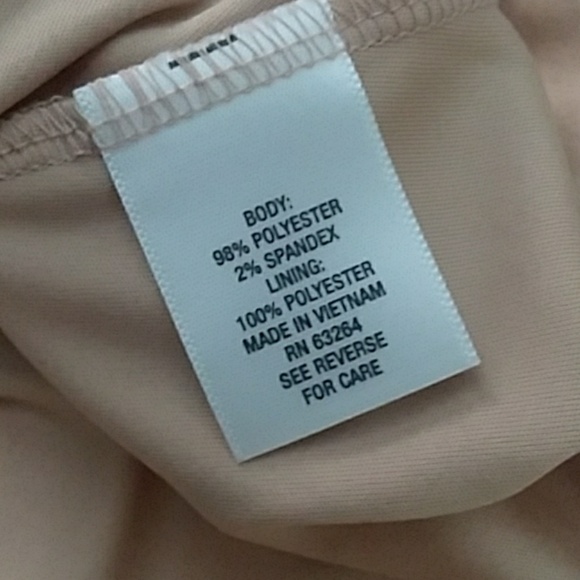 BODY:
98% POLYESTER
2% SPANDEX
LINING:
100% POLYESTER
MADE IN VIETNAM
RN 63264
SEE REVERSE
FOR CARE